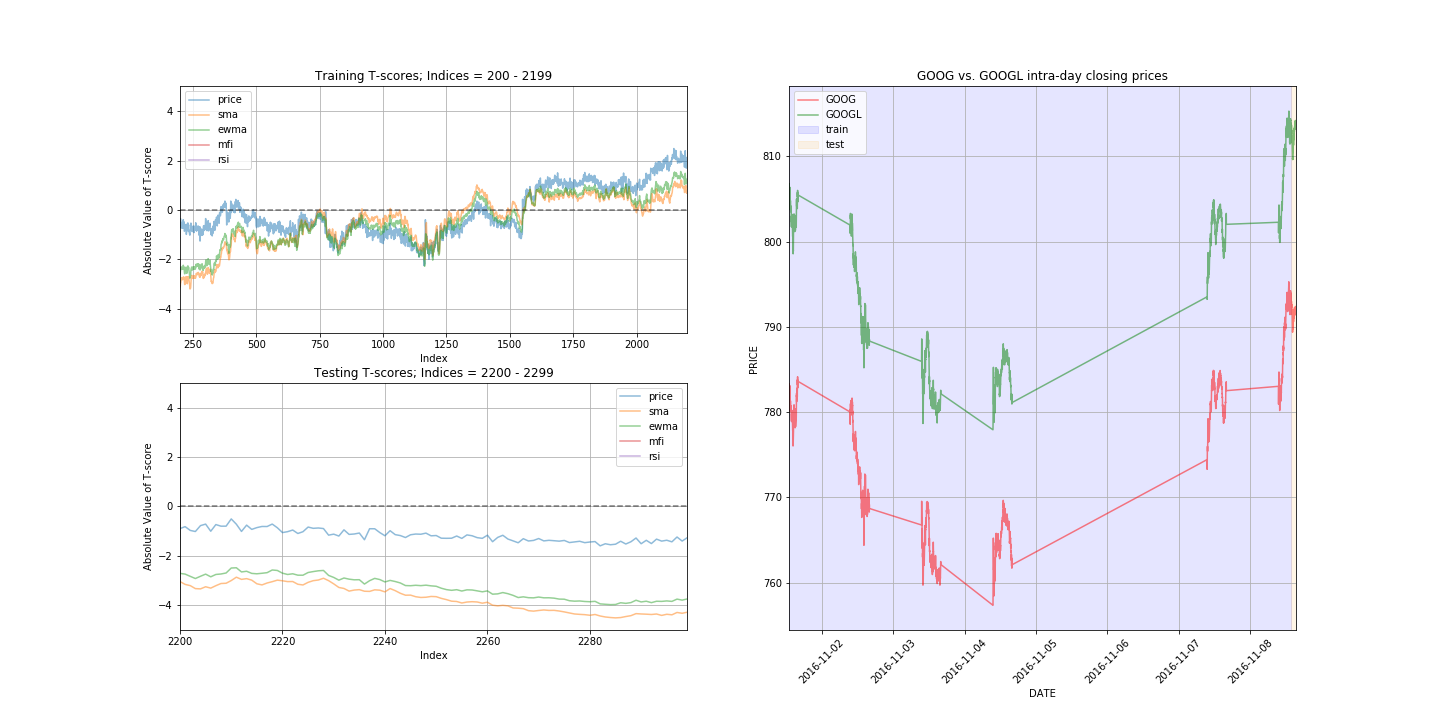 Training T-scores; Indices = 200 - 2199
Absolute Value of T-score
4
2
0
−2
−4
price
sma
ewma
mfi
rsi
250 500 750 1000 1250 1500 1750 2000
Index
Testing T-scores; Indices = 2200 - 2299
Absolute Value of T-score
4
2
0
−2
−4
price
sma
ewma
mfi
rsi
2200 2220 2240 2260 2280
Index
GOOG vs. GOOGL intra-day closing prices
PRICE
810
800
790
780
770
760
GOOG
GOOGL
train
test
2016-11-02 2016-11-03 2016-11-04 2016-11-05 2016-11-06 2016-11-07 2016-11-08
DATE